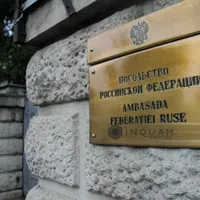 ПОСОЛЬСТВО
РОССИЙСКОЙ ФЕДЕРАЦИИ
AMBASADA
FEDERAȚIEI RUSE
INQUAM